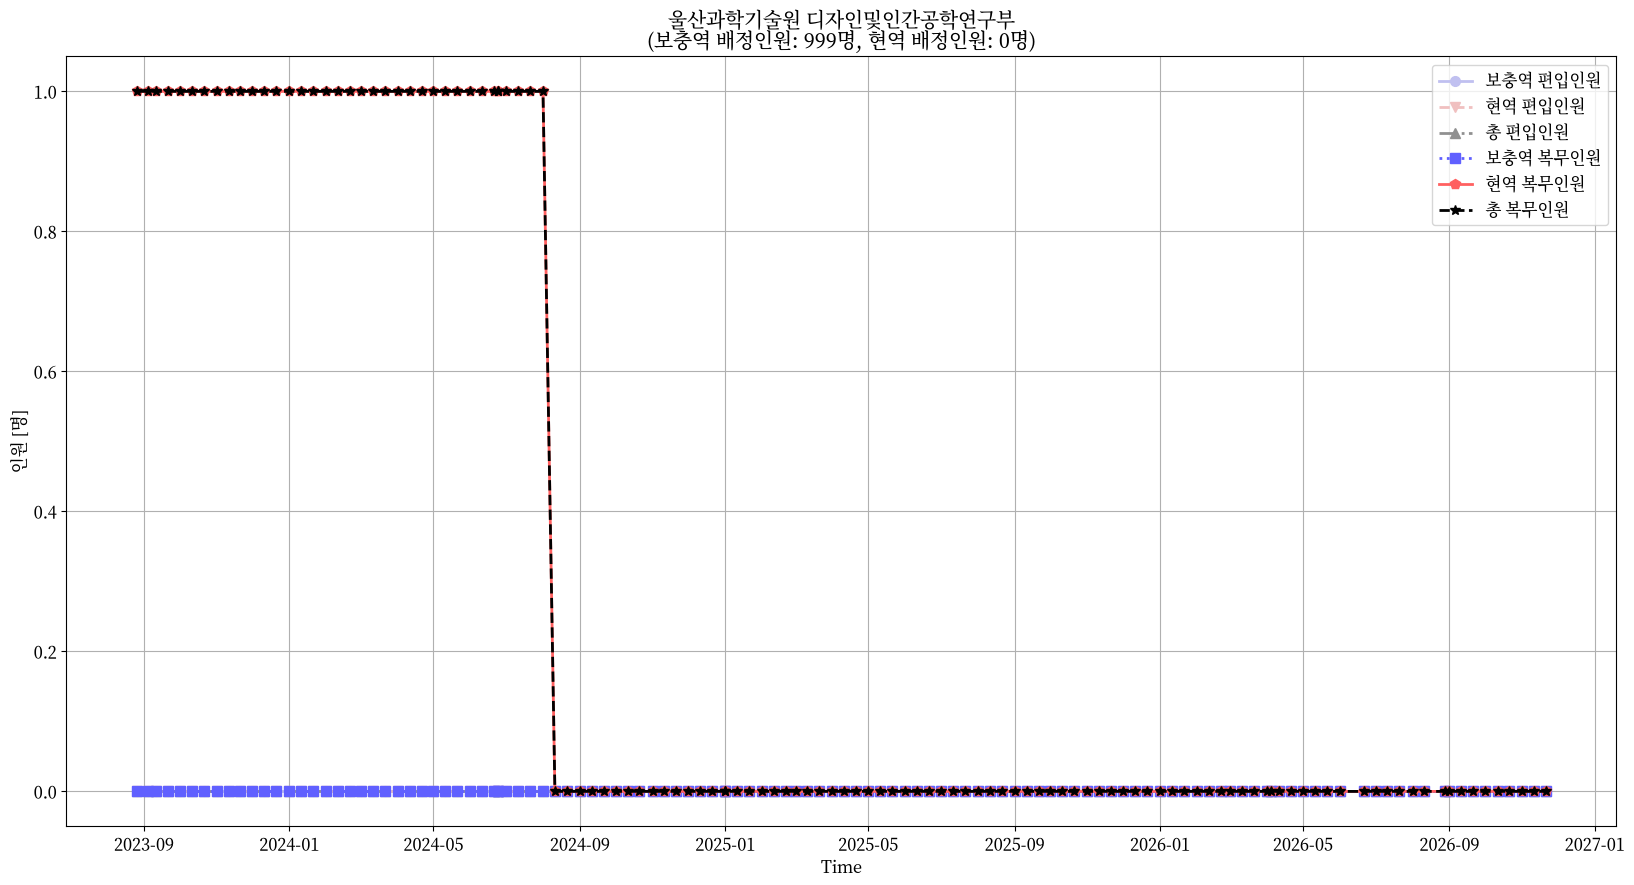 울산과학기술원 디자인및인간공학연구부
(보충역 배정인원: 999명, 현역 배정인원: 0명)
보충역 편입인원
현역 편입인원
총 편입인원
보충역 복무인원
현역 복무인원
총 복무인원
인원 [명]
1.0
0.8
0.6
0.4
0.2
0.0
2023-09
2024-01
2024-05
2024-09
2025-01
2025-05
2025-09
2026-01
2026-05
2026-09
2027-01
Time